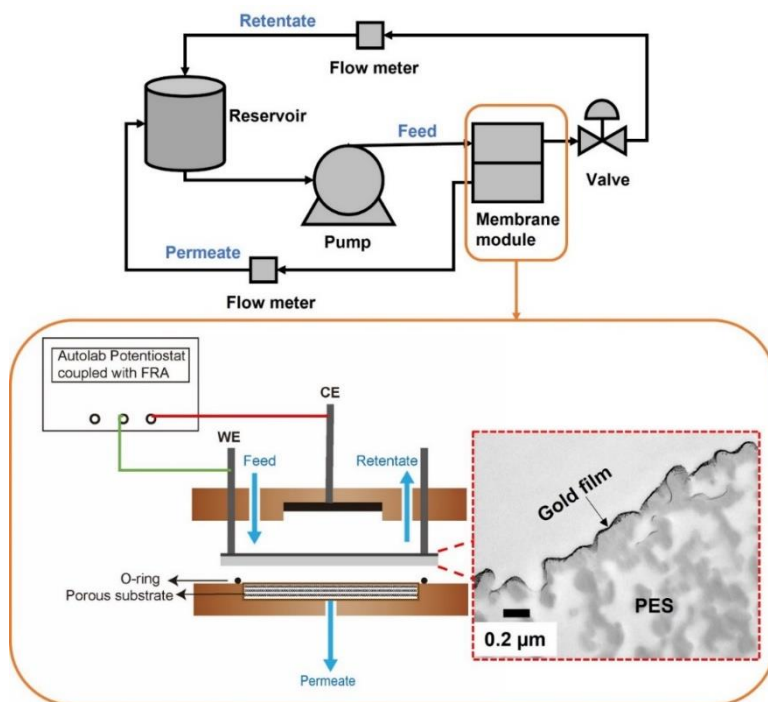 Retentate
Flow meter
Reservoir
Feed
Valve
Pump
Membrane
module
Permeate
Flow meter
Autolab Potentiostat
coupled with FRA
CE
WE
Feed
Retentate
Gold film
O-ring
Porous substrate
PES
0.2 µm
Permeate